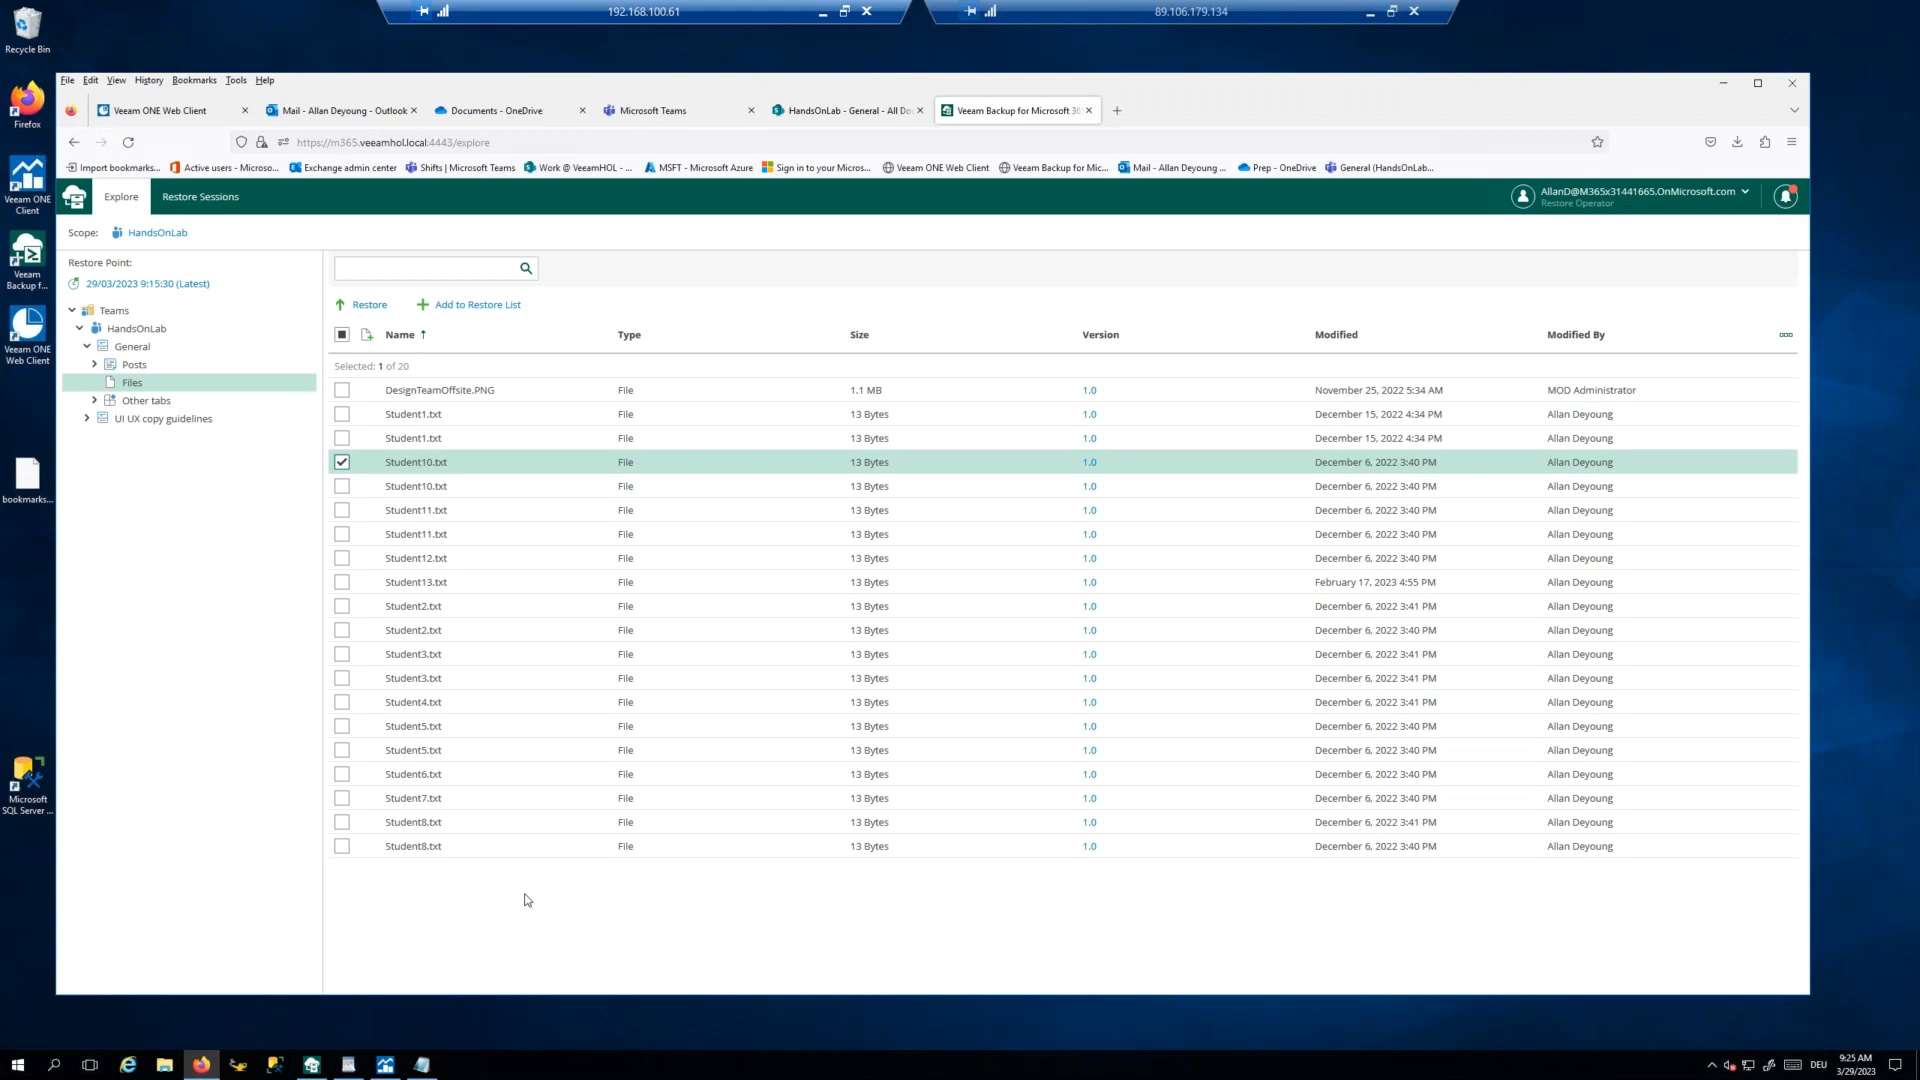 192.168.100.61
89.106.179.134
Recycle Bin
Firefox
Veeam ONE
Client
Veeam
Backup f...
Veeam ONE
Web Client
bookmarks...
Microsoft
SQL Server ...
File Edit View History Bookmarks Tools Help
Veeam ONE Web Client
Mail - Allan Deyoung - Outlook
Documents - OneDrive
Microsoft Teams
HandsOnLab - General - All Do
Veeam Backup for Microsoft 36
https://m365.veeamhol.local:4443/explore
Import bookmarks... Active users - Microso... Exchange admin center Shifts | Microsoft Teams Work @ VeeamHOL - ... MSFT - Microsoft Azure Sign in to your Micros... Veeam ONE Web Client Veeam Backup for Mic... Mail - Allan Deyoung ... Prep - OneDrive General (HandsOnLab...
Explore Restore Sessions
AllanD@M365x31441665.OnMicrosoft.com
Restore Operator
Scope: HandsOnLab
Restore Point:
29/03/2023 9:15:30 (Latest)
Teams
HandsOnLab
General
Posts
Files
Other tabs
UI UX copy guidelines
Restore Add to Restore List
Name Type Size Version Modified Modified By
Selected: 1 of 20
DesignTeamOffsite.PNG File 1.1 MB 1.0 November 25, 2022 5:34 AM MOD Administrator
Student1.txt File 13 Bytes 1.0 December 15, 2022 4:34 PM Allan Deyoung
Student1.txt File 13 Bytes 1.0 December 15, 2022 4:34 PM Allan Deyoung
Student10.txt File 13 Bytes 1.0 December 6, 2022 3:40 PM Allan Deyoung
Student10.txt File 13 Bytes 1.0 December 6, 2022 3:40 PM Allan Deyoung
Student11.txt File 13 Bytes 1.0 December 6, 2022 3:40 PM Allan Deyoung
Student11.txt File 13 Bytes 1.0 December 6, 2022 3:40 PM Allan Deyoung
Student12.txt File 13 Bytes 1.0 December 6, 2022 3:40 PM Allan Deyoung
Student13.txt File 13 Bytes 1.0 February 17, 2023 4:55 PM Allan Deyoung
Student2.txt File 13 Bytes 1.0 December 6, 2022 3:41 PM Allan Deyoung
Student2.txt File 13 Bytes 1.0 December 6, 2022 3:40 PM Allan Deyoung
Student3.txt File 13 Bytes 1.0 December 6, 2022 3:41 PM Allan Deyoung
Student3.txt File 13 Bytes 1.0 December 6, 2022 3:41 PM Allan Deyoung
Student4.txt File 13 Bytes 1.0 December 6, 2022 3:41 PM Allan Deyoung
Student5.txt File 13 Bytes 1.0 December 6, 2022 3:40 PM Allan Deyoung
Student5.txt File 13 Bytes 1.0 December 6, 2022 3:40 PM Allan Deyoung
Student6.txt File 13 Bytes 1.0 December 6, 2022 3:40 PM Allan Deyoung
Student7.txt File 13 Bytes 1.0 December 6, 2022 3:40 PM Allan Deyoung
Student8.txt File 13 Bytes 1.0 December 6, 2022 3:41 PM Allan Deyoung
Student8.txt File 13 Bytes 1.0 December 6, 2022 3:40 PM Allan Deyoung
DEU
9:25 AM
3/29/2023